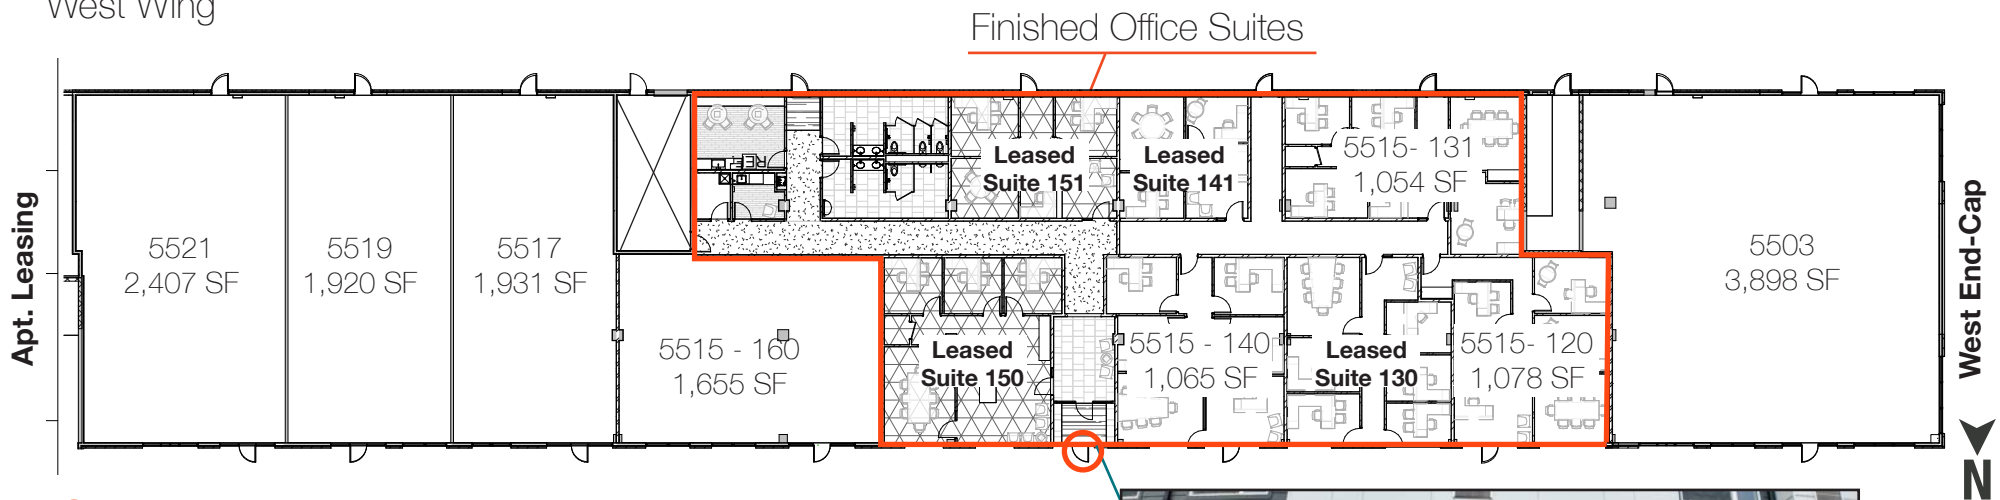 West Wing
Finished Office Suites
Apt. Leasing
5521
2,407 SF
5519
1,920 SF
5517
1,931 SF
5515 - 160
1,655 SF
REF
Leased
Suite 151
Leased
Suite 141
5515- 131
1,054 SF
Leased
Suite 150
5515 - 140
1,065 SF
Leased
Suite 130
5515- 120
1,078 SF
5503
3,898 SF
West End-Cap
N